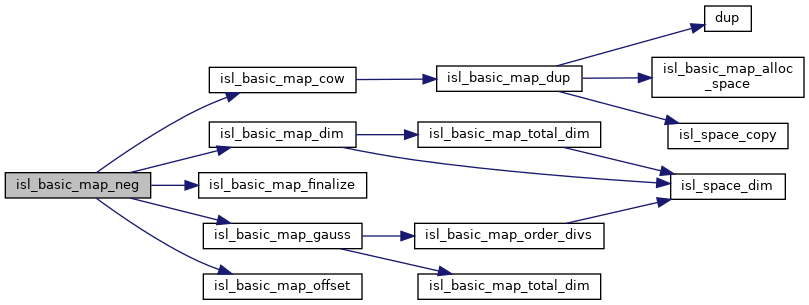 isl_basic_map_neg
isl_basic_map_cow
isl_basic_map_dim
isl_basic_map_finalize
isl_basic_map_gauss
isl_basic_map_offset
isl_basic_map_dup
isl_basic_map_total_dim
isl_basic_map_order_divs
isl_basic_map_total_dim
dup
isl_basic_map_alloc
_space
isl_space_copy
isl_space_dim